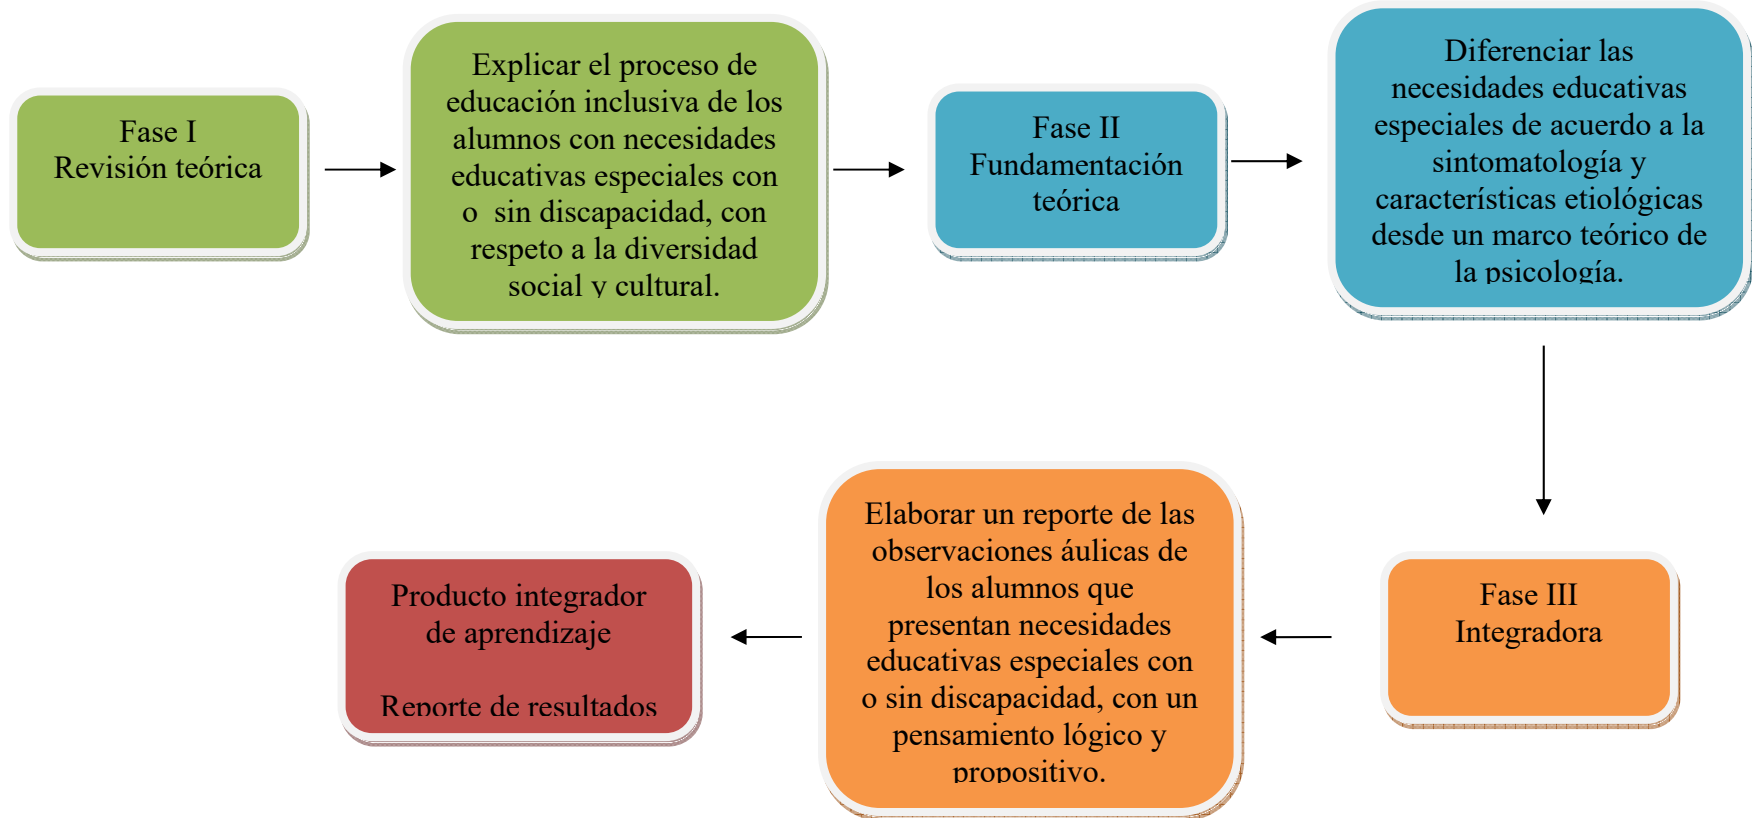 Fase I
Revisión teórica
Explicar el proceso de
educación inclusiva de los
alumnos con necesidades
educativas especiales con
o sin discapacidad, con
respeto a la diversidad
social y cultural.
Fase II
Fundamentación
teórica
Diferenciar las
necesidades educativas
especiales de acuerdo a la
sintomatología y
características etiológicas
desde un marco teórico de
la psicología.
Fase III
Integradora
Elaborar un reporte de las
observaciones áulicas de
los alumnos que
presentan necesidades
educativas especiales con
o sin discapacidad, con un
pensamiento lógico y
propositivo.
Producto integrador
de aprendizaje
Reporte de resultados